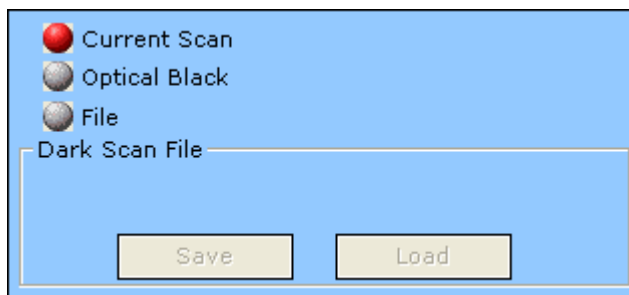 Current Scan
Optical Black
File
Dark Scan File
Save Load